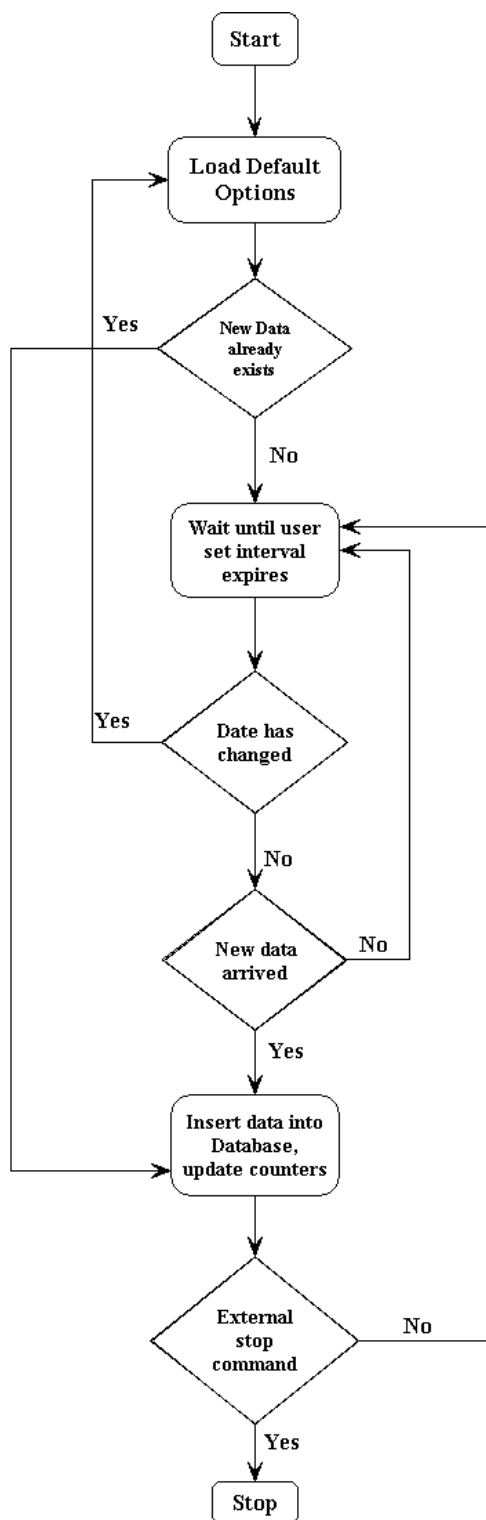 Start
Load Default
Options
Yes
New Data
already
exists
No
Wait until user
set interval
expires
Yes
Date has
changed
No
New data
arrived
No
Yes
Insert data into
Database,
update counters
External
stop
command
No
Yes
Stop